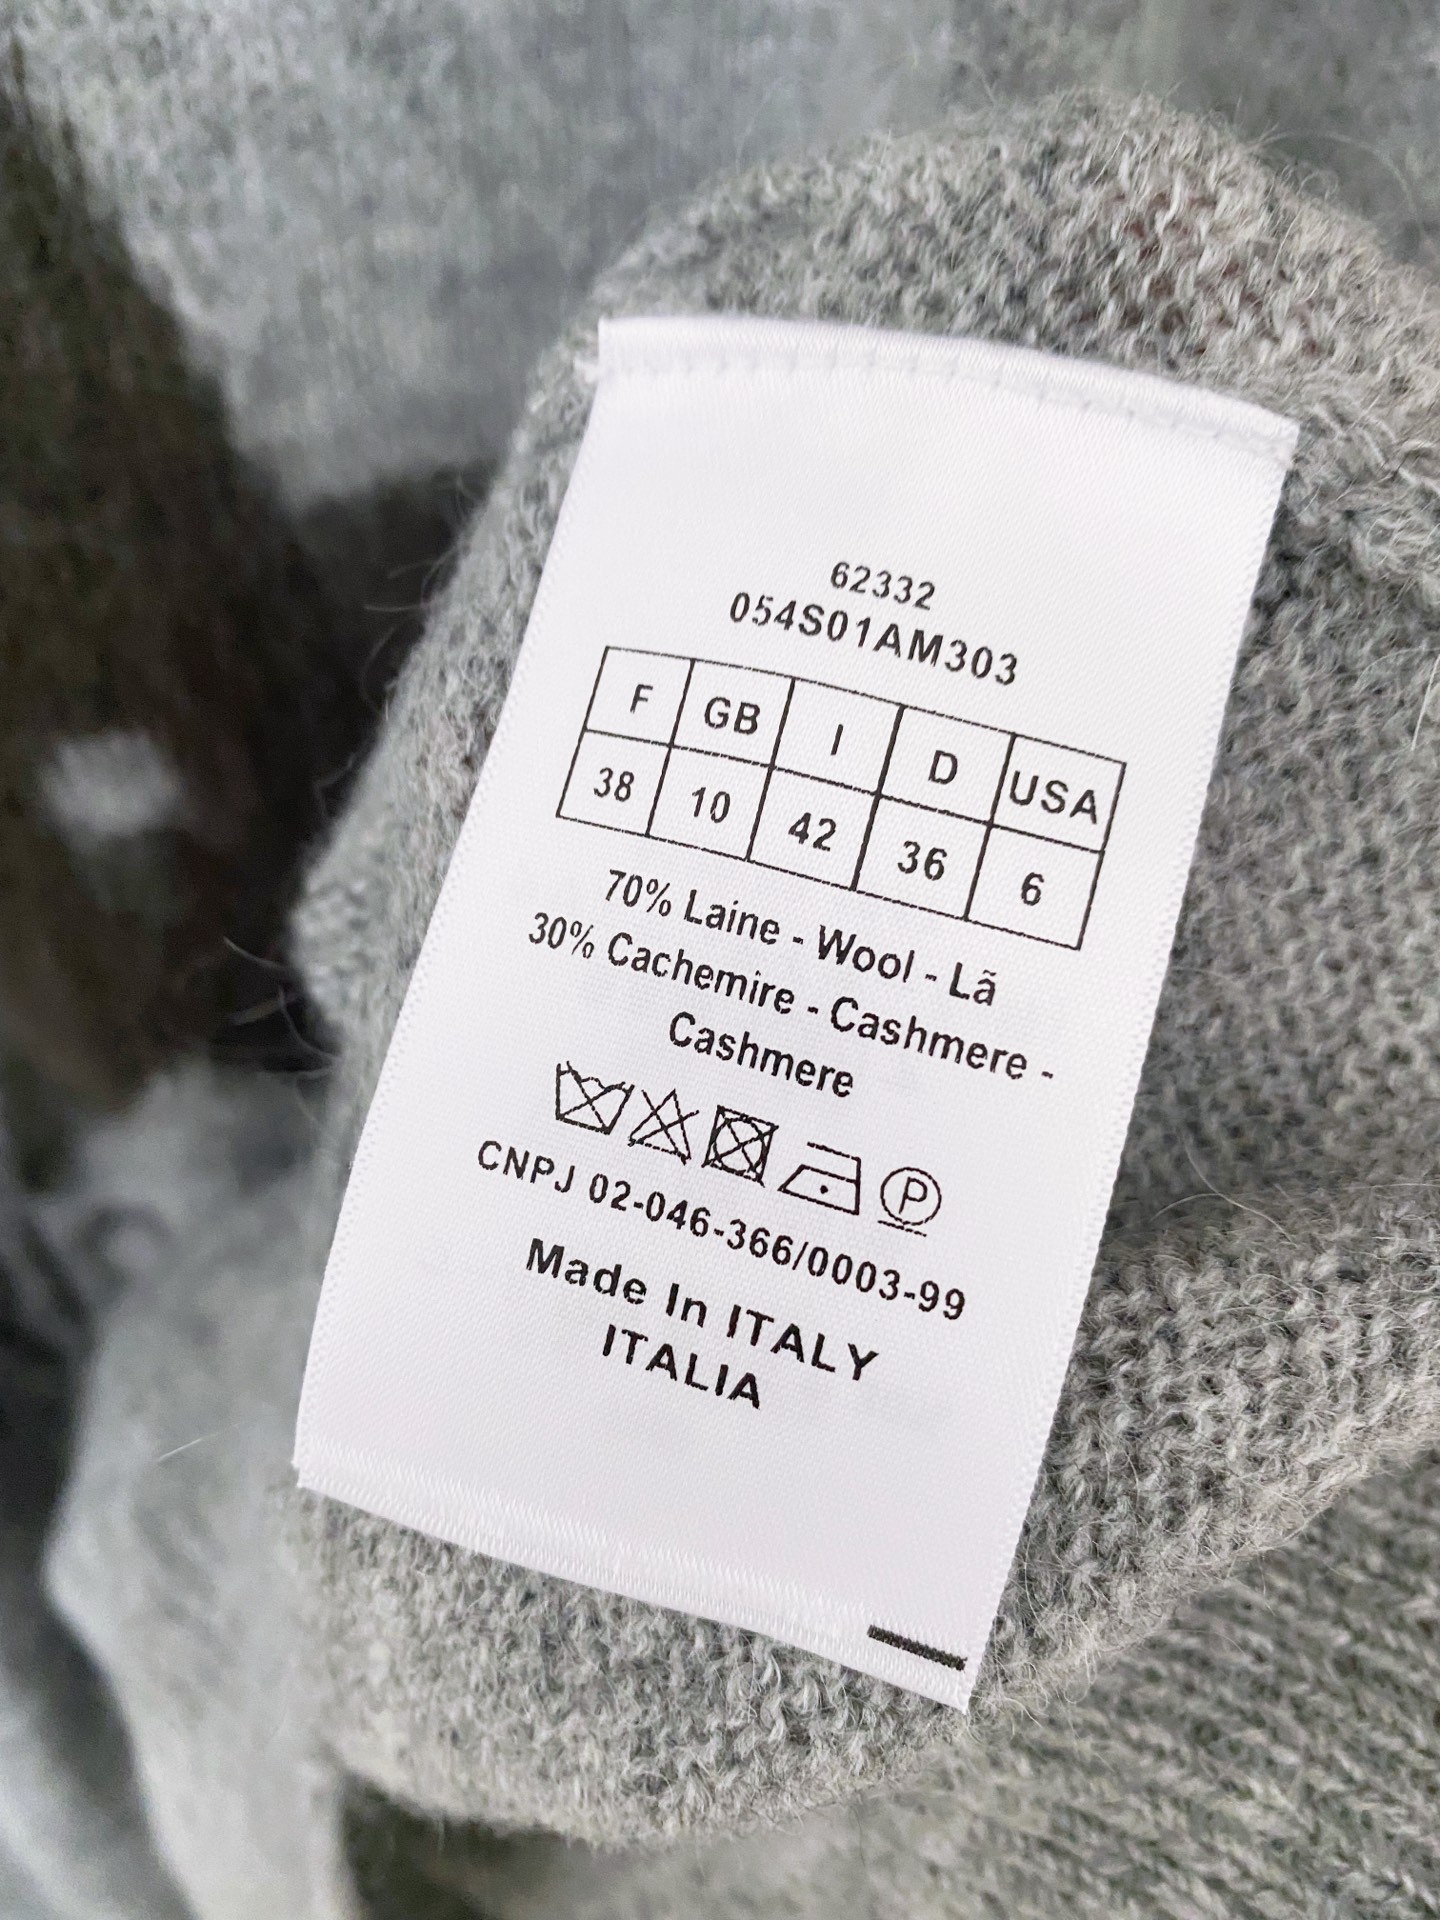 62332
054S01AM303
F GB I D USA
38 10 42 36 6
70% Laine - Wool - Lã
30% Cachemire - Cashmere -
Cashmere
P
CNPJ 02-046-366/0003-99
Made In ITALY
ITALIA